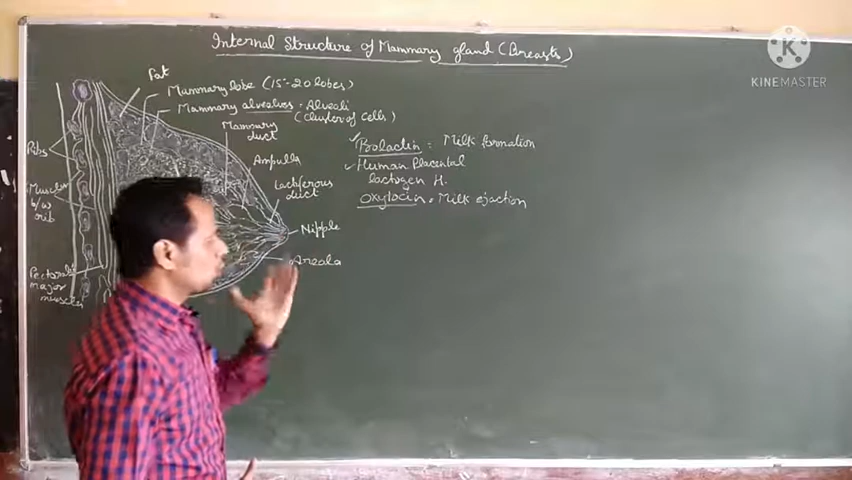 Internal Structure of Mammary gland (Breasts)
Fat
Mammary lobe (15-20 lobes)
Mammary alveolves - Alveoli
(cluster of cells)
Mammary
duct
Ampulla
Lactiferous
duct
Nipple
Areola
Ribs
Muscles
b/w
rib
Pectoralis
major
muscles
Prolactin : Milk formation
Human Placental
lactogen H.
Oxytocin = Milk ejection
K
KINEMASTER